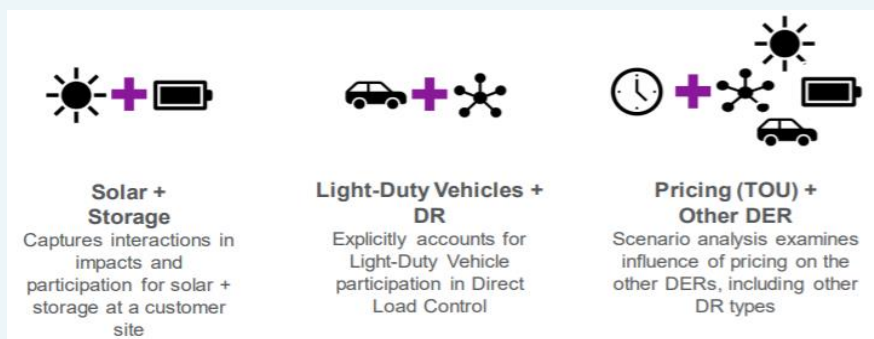 Solar +
Storage
Captures interactions in
impacts and
participation for solar +
storage at a customer
site
Light-Duty Vehicles +
DR
Explicitly accounts for
Light-Duty Vehicle
participation in Direct
Load Control
Pricing (TOU) +
Other DER
Scenario analysis examines
influence of pricing on the
other DERs, including other
DR types